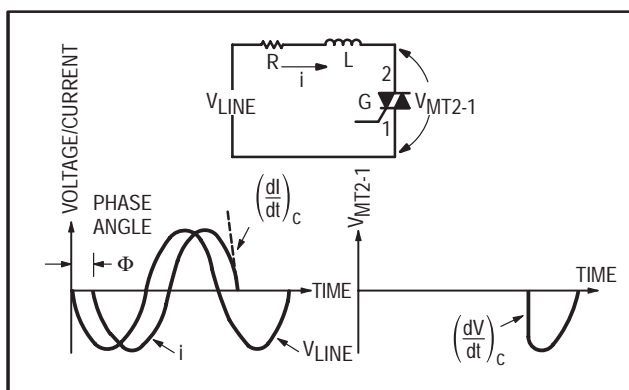 R
L
i
2
V_LINE
G
V_MT2-1
1
VOLTAGE/CURRENT
PHASE
ANGLE
Φ
(dI/dt)_c
TIME
i
V_LINE
V_MT2-1
TIME
(dV/dt)_c